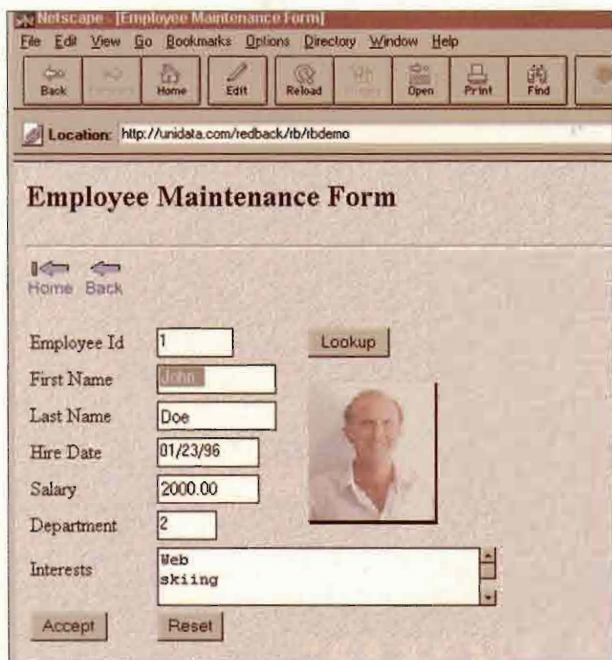 Netscape - [Employee Maintenance Form]
File Edit View Go Bookmarks Options Directory Window Help
Back Home Edit Reload Open Print Find
Location: http://unidata.com/redback/rb/rbdemo
Employee Maintenance Form
Home Back
Employee Id 1 Lookup
First Name John
Last Name Doe
Hire Date 01/23/96
Salary 2000.00
Department 2
Interests Web
skiing
Accept Reset